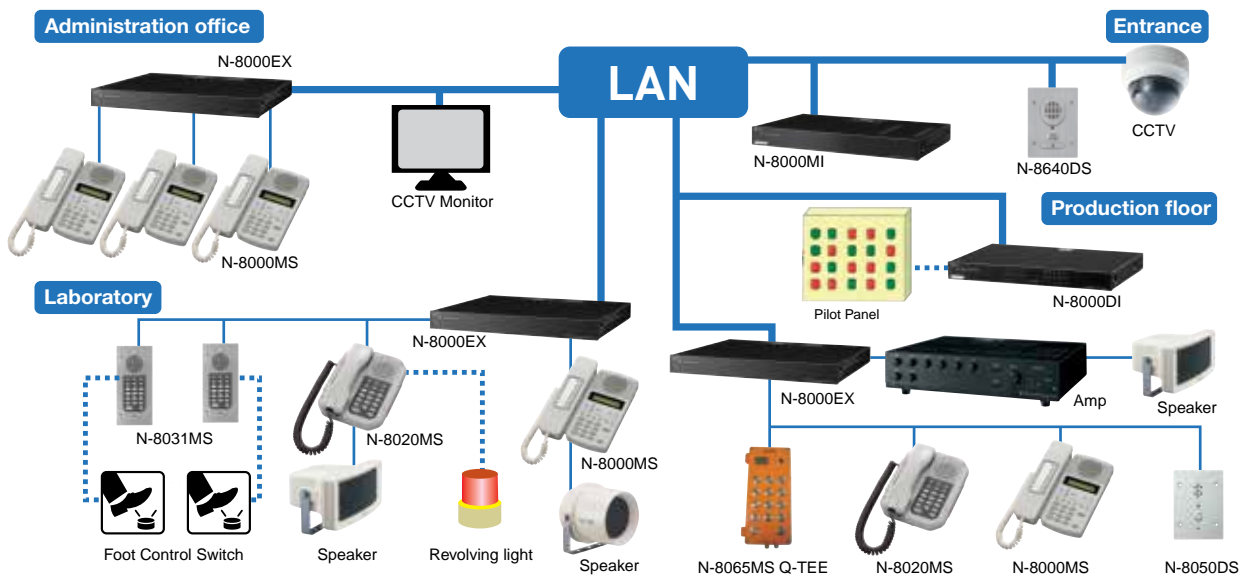 Administration office
N-8000EX
CCTV Monitor
N-8000MS
LAN
Entrance
N-8000MI
N-8640DS
CCTV
Production floor
Pilot Panel
N-8000DI
N-8000EX
Amp
Speaker
N-8065MS Q-TEE
N-8020MS
N-8000MS
N-8050DS
Laboratory
N-8000EX
N-8031MS
N-8020MS
N-8000MS
Foot Control Switch
Speaker
Revolving light
Speaker